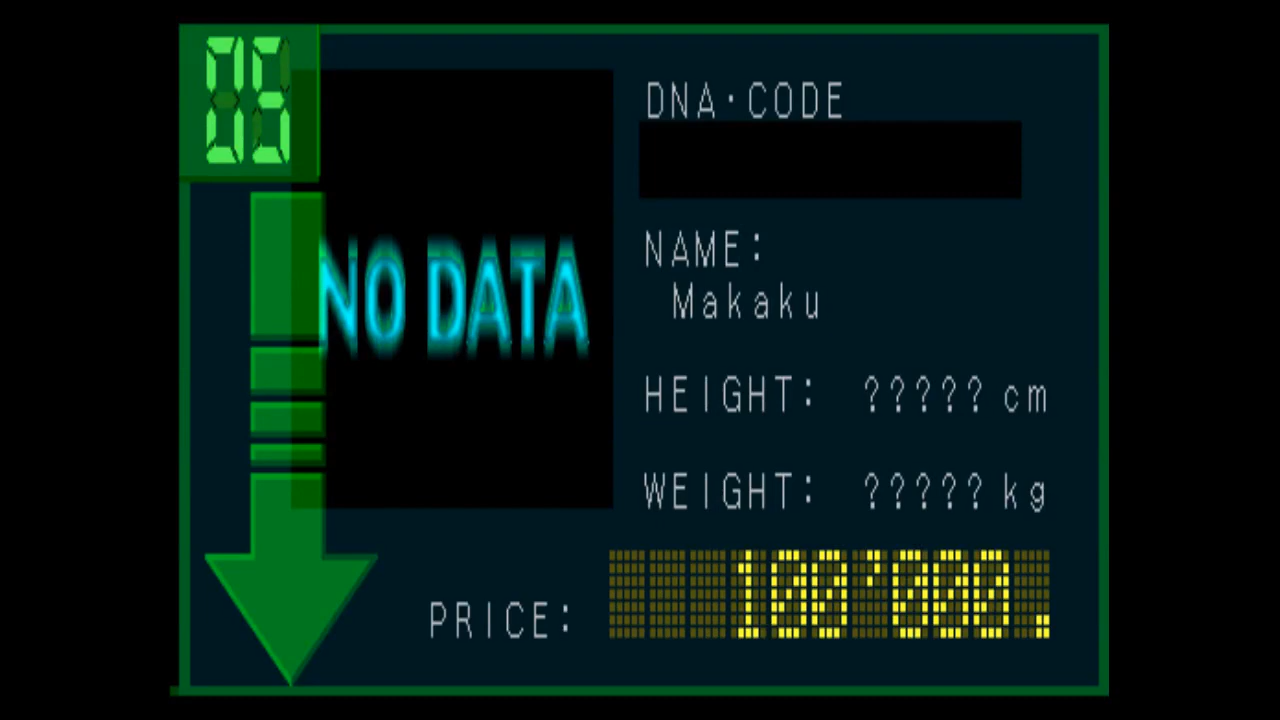 05
NO DATA
DNA・CODE
NAME:
Makaku
HEIGHT: ?????cm
WEIGHT: ?????kg
PRICE: 100'000.